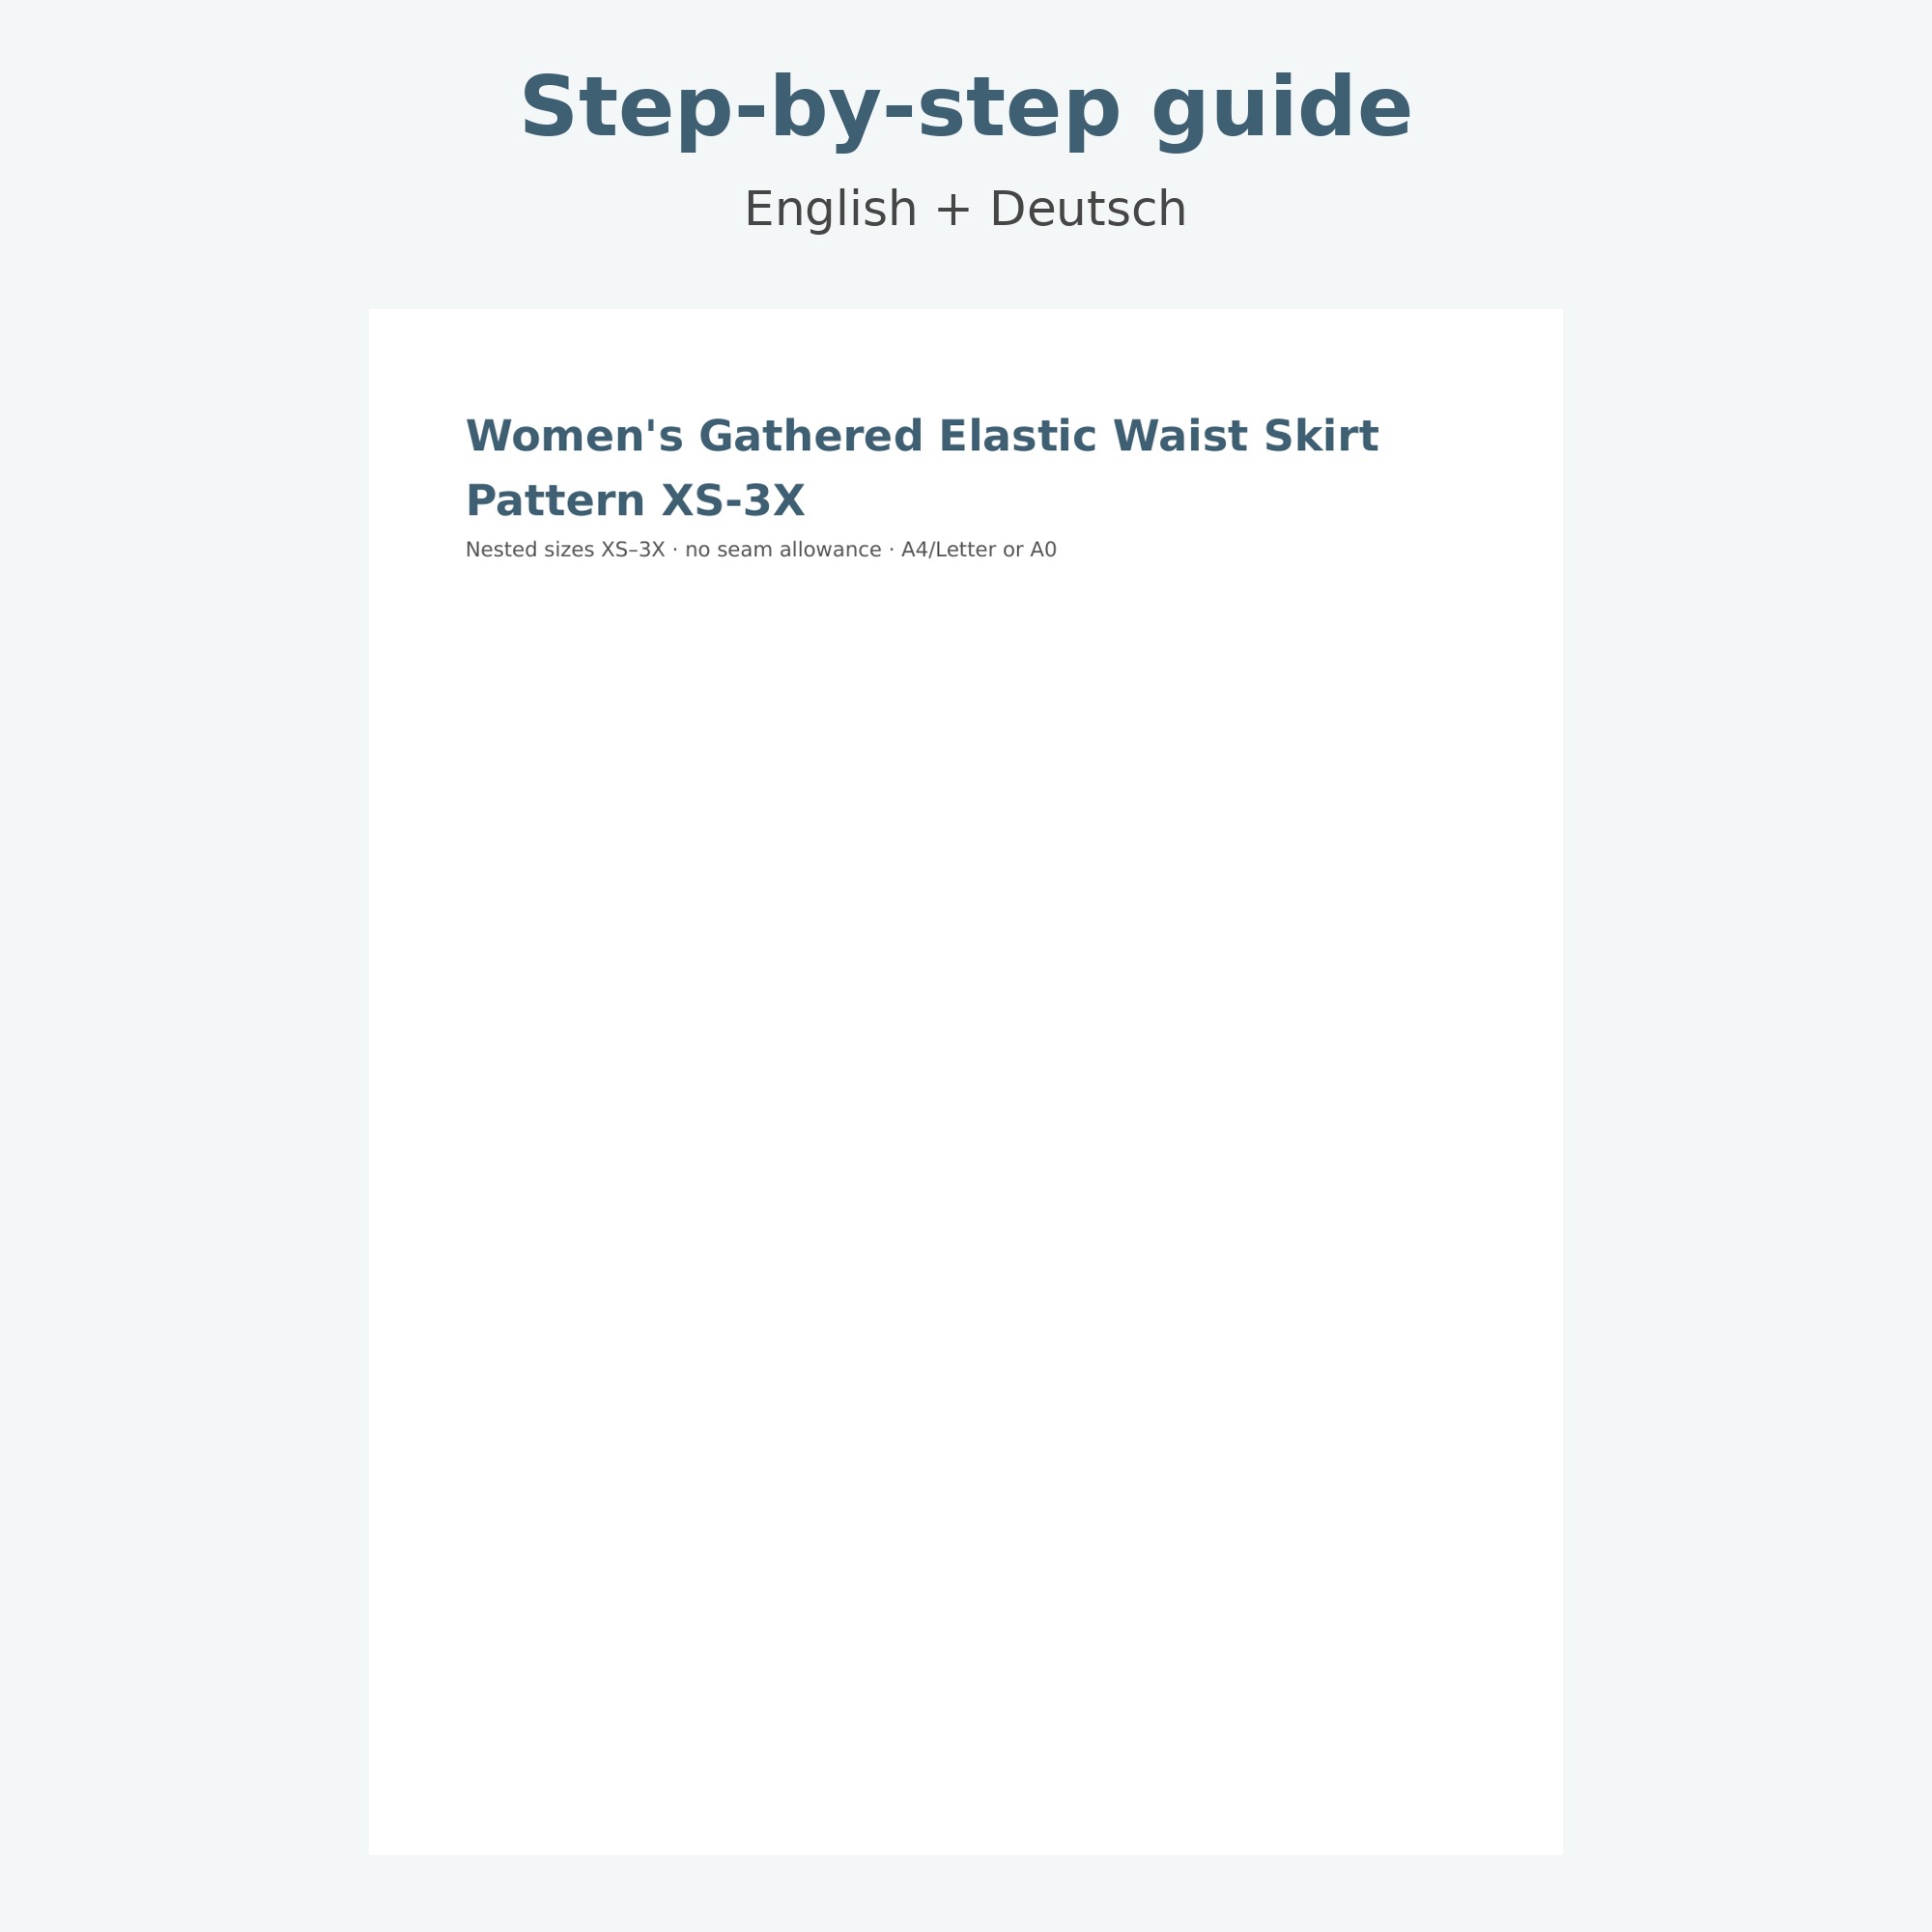 Step-by-step guide
English + Deutsch
Women's Gathered Elastic Waist Skirt
Pattern XS-3X
Nested sizes XS–3X · no seam allowance · A4/Letter or A0